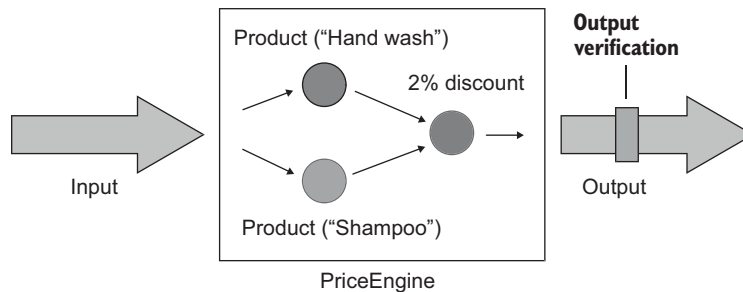 Product (“Hand wash”)
2% discount
Output
verification
Input
Output
Product (“Shampoo”)
PriceEngine